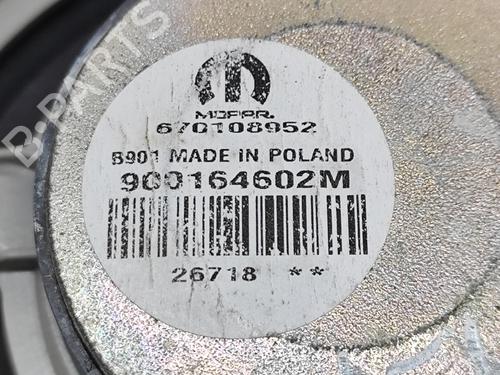 MOPAR.
670108952
B901 MADE IN POLAND
900164602M
26718 **
B-PARTS